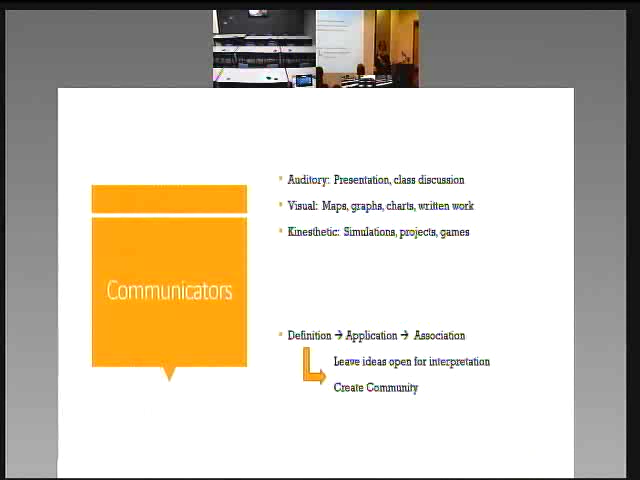 Communicators
Auditory: Presentation, class discussion
Visual: Maps, graphs, charts, written work
Kinesthetic: Simulations, projects, games
Definition → Application → Association
Leave ideas open for interpretation
Create Community